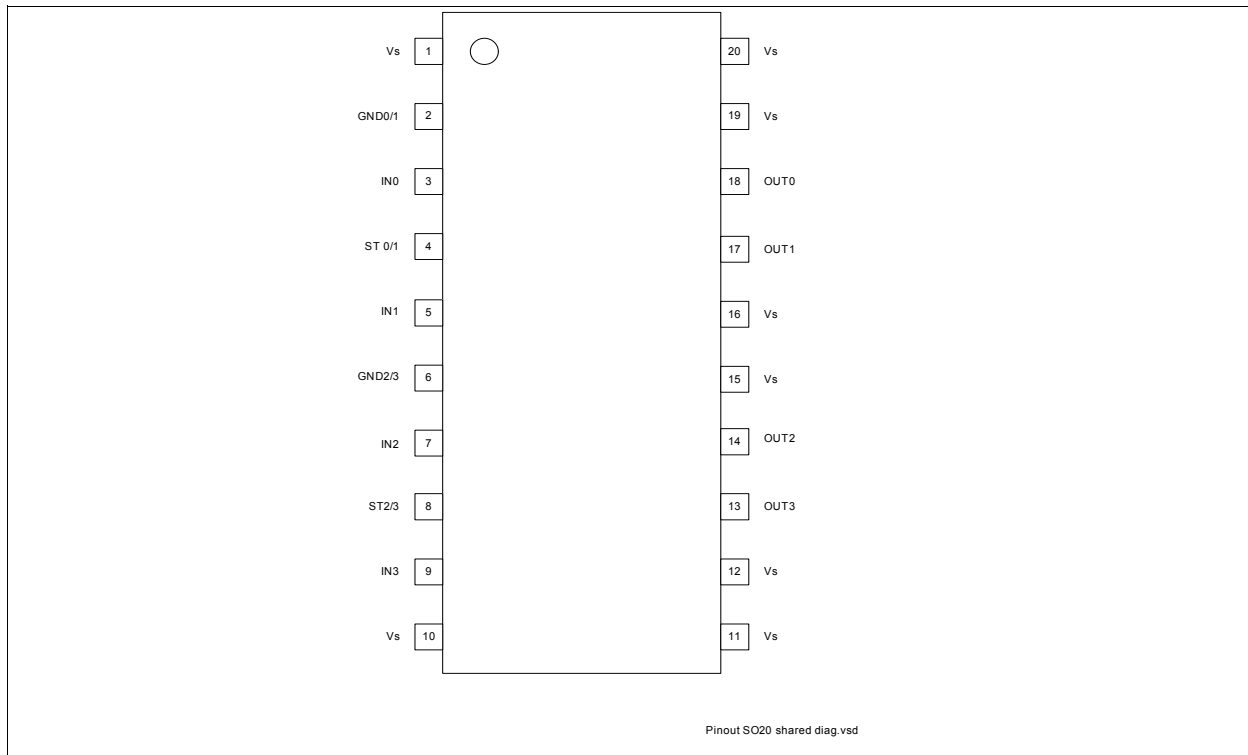 Vs 1 20 Vs
GND0/1 2 19 Vs
IN0 3 18 OUT0
ST 0/1 4 17 OUT1
IN1 5 16 Vs
GND2/3 6 15 Vs
IN2 7 14 OUT2
ST2/3 8 13 OUT3
IN3 9 12 Vs
Vs 10 11 Vs
Pinout SO20 shared diag.vsd